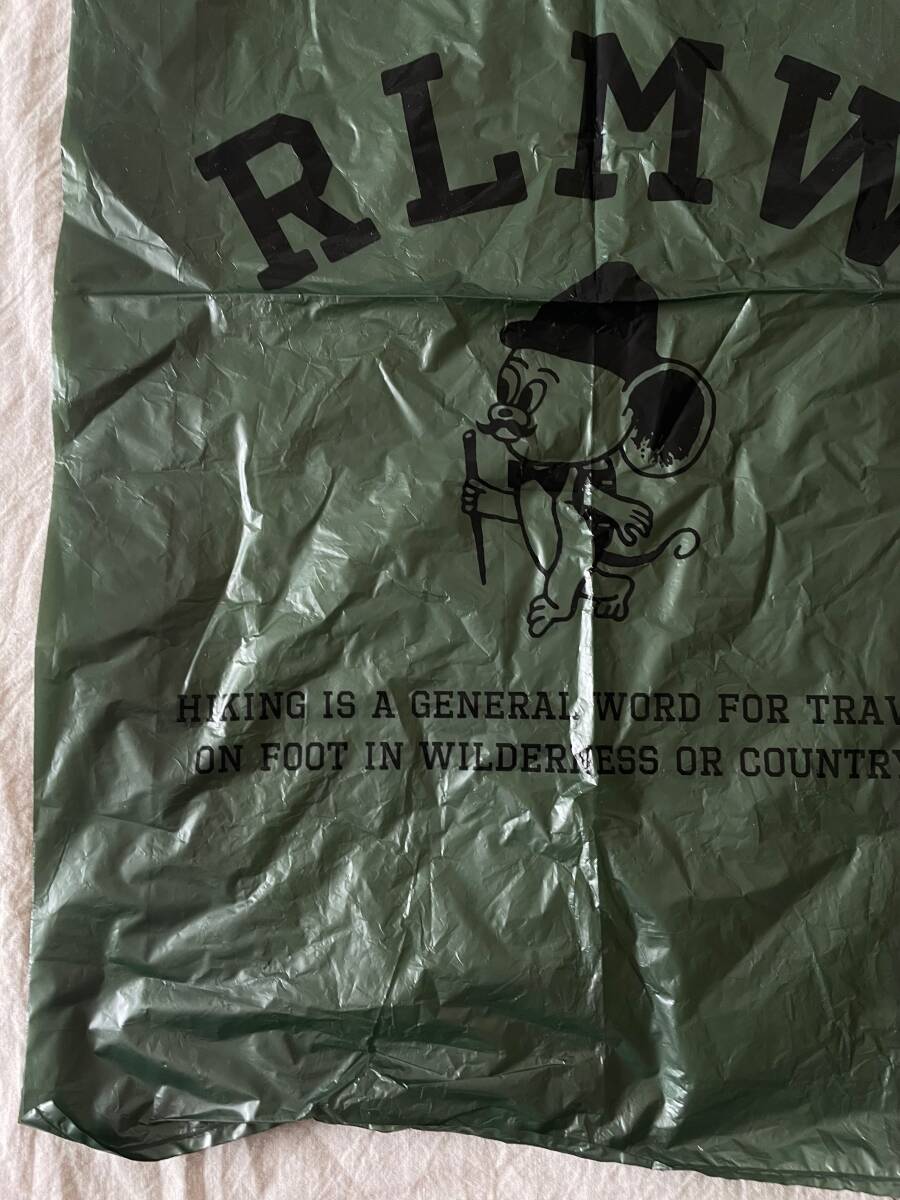 RLMW
HIKING IS A GENERAL WORD FOR TRAV
ON FOOT IN WILDERNESS OR COUNTRY